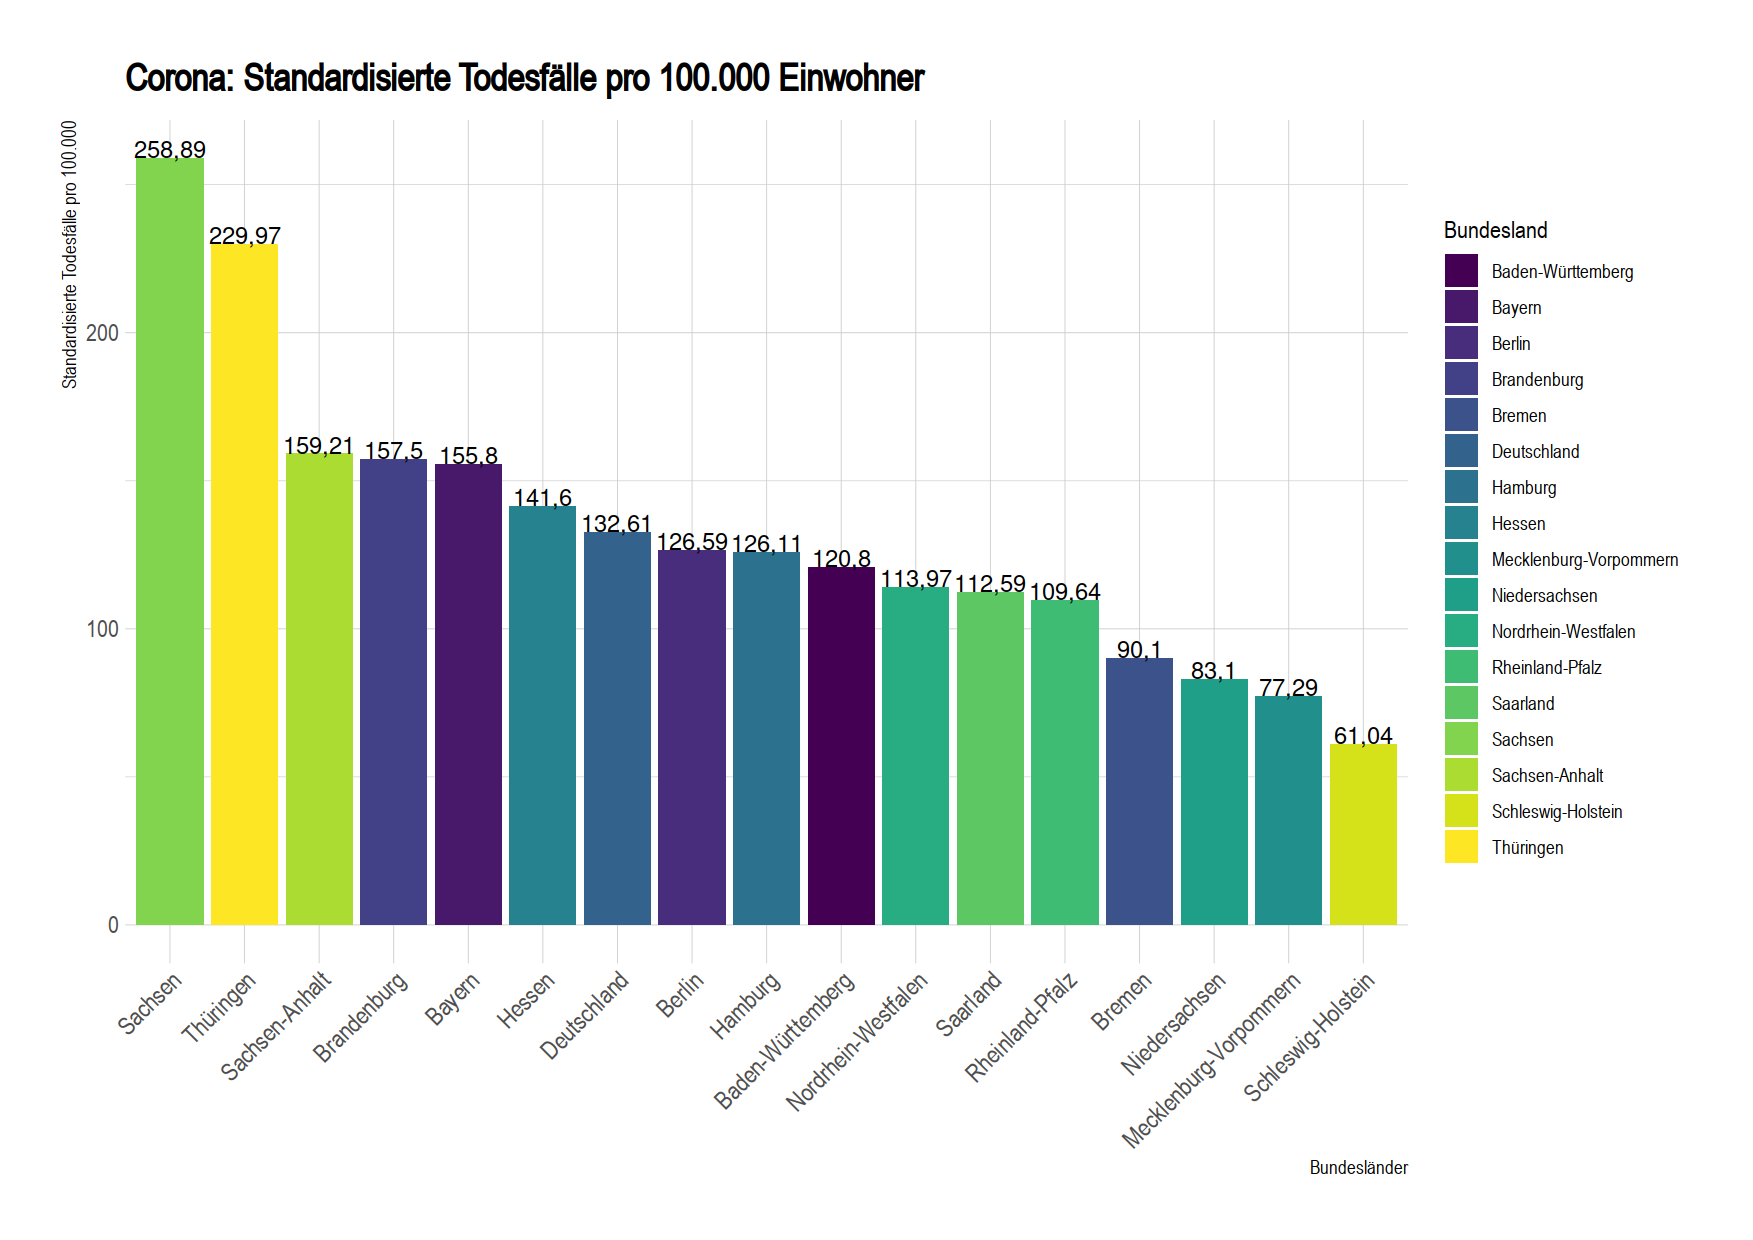 Corona: Standardisierte Todesfälle pro 100.000 Einwohner
Standardisierte Todesfälle pro 100.000
200
100
0
258,89
229,97
159,21
157,5
155,8
141,6
132,61
126,59
126,11
120,8
113,97
112,59
109,64
90,1
83,1
77,29
61,04
Sachsen
Thüringen
Sachsen-Anhalt
Brandenburg
Bayern
Hessen
Deutschland
Berlin
Hamburg
Baden-Württemberg
Nordrhein-Westfalen
Saarland
Rheinland-Pfalz
Bremen
Niedersachsen
Mecklenburg-Vorpommern
Schleswig-Holstein
Bundesländer
Bundesland
Baden-Württemberg
Bayern
Berlin
Brandenburg
Bremen
Deutschland
Hamburg
Hessen
Mecklenburg-Vorpommern
Niedersachsen
Nordrhein-Westfalen
Rheinland-Pfalz
Saarland
Sachsen
Sachsen-Anhalt
Schleswig-Holstein
Thüringen